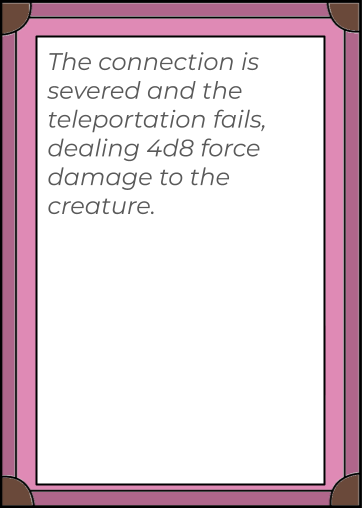 The connection is
severed and the
teleportation fails,
dealing 4d8 force
damage to the
creature.